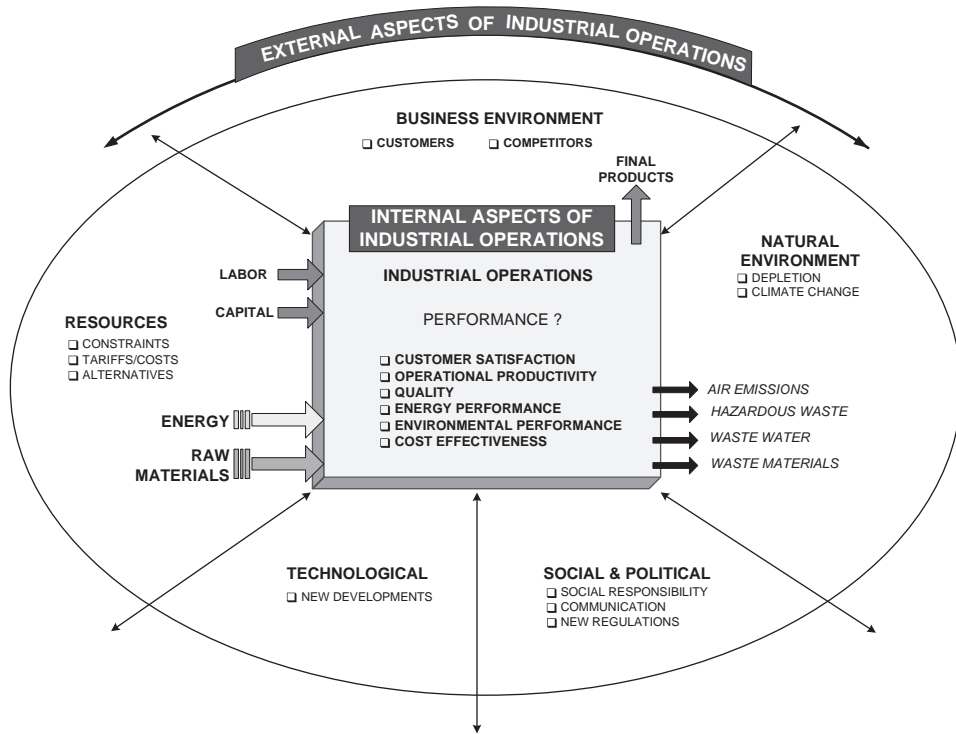 EXTERNAL ASPECTS OF INDUSTRIAL OPERATIONS
BUSINESS ENVIRONMENT
❑ CUSTOMERS ❑ COMPETITORS
FINAL
PRODUCTS
INTERNAL ASPECTS OF
INDUSTRIAL OPERATIONS
NATURAL
ENVIRONMENT
❑ DEPLETION
❑ CLIMATE CHANGE
LABOR
CAPITAL
INDUSTRIAL OPERATIONS
PERFORMANCE ?
RESOURCES
❑ CONSTRAINTS
❑ TARIFFS/COSTS
❑ ALTERNATIVES
❑ CUSTOMER SATISFACTION
❑ OPERATIONAL PRODUCTIVITY
❑ QUALITY
❑ ENERGY PERFORMANCE
❑ ENVIRONMENTAL PERFORMANCE
❑ COST EFFECTIVENESS
ENERGY
RAW
MATERIALS
AIR EMISSIONS
HAZARDOUS WASTE
WASTE WATER
WASTE MATERIALS
TECHNOLOGICAL
❑ NEW DEVELOPMENTS
SOCIAL & POLITICAL
❑ SOCIAL RESPONSIBILITY
❑ COMMUNICATION
❑ NEW REGULATIONS